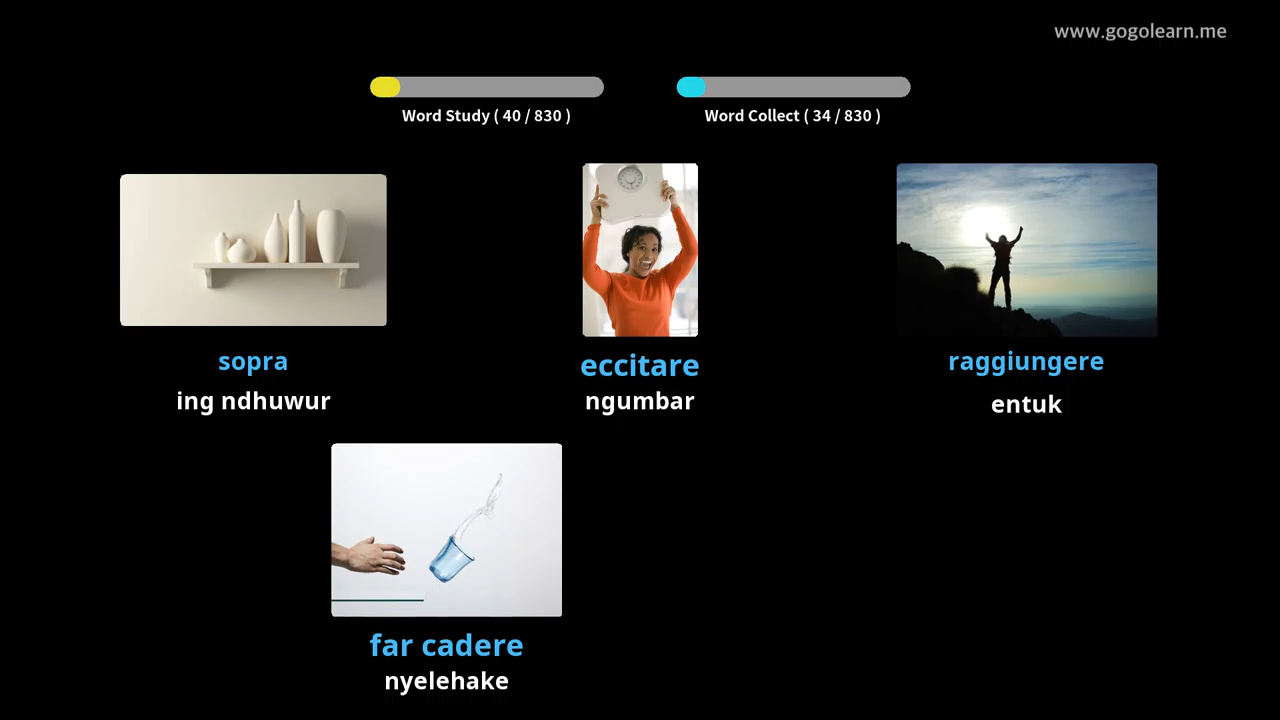 www.gogolearn.me
Word Study ( 40 / 830 )
Word Collect ( 34 / 830 )
sopra
ing ndhuwur
eccitare
ngumbar
raggiungere
entuk
far cadere
nyelehake